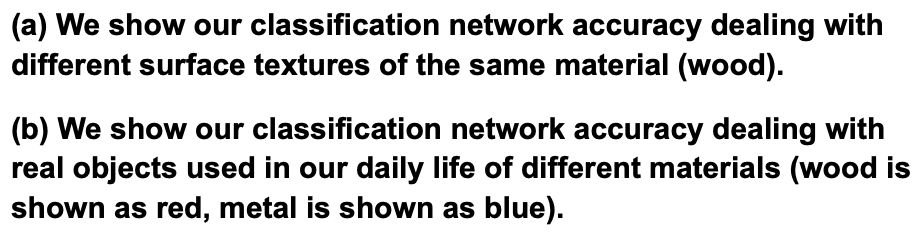 (a) We show our classification network accuracy dealing with
different surface textures of the same material (wood).
(b) We show our classification network accuracy dealing with
real objects used in our daily life of different materials (wood is
shown as red, metal is shown as blue).